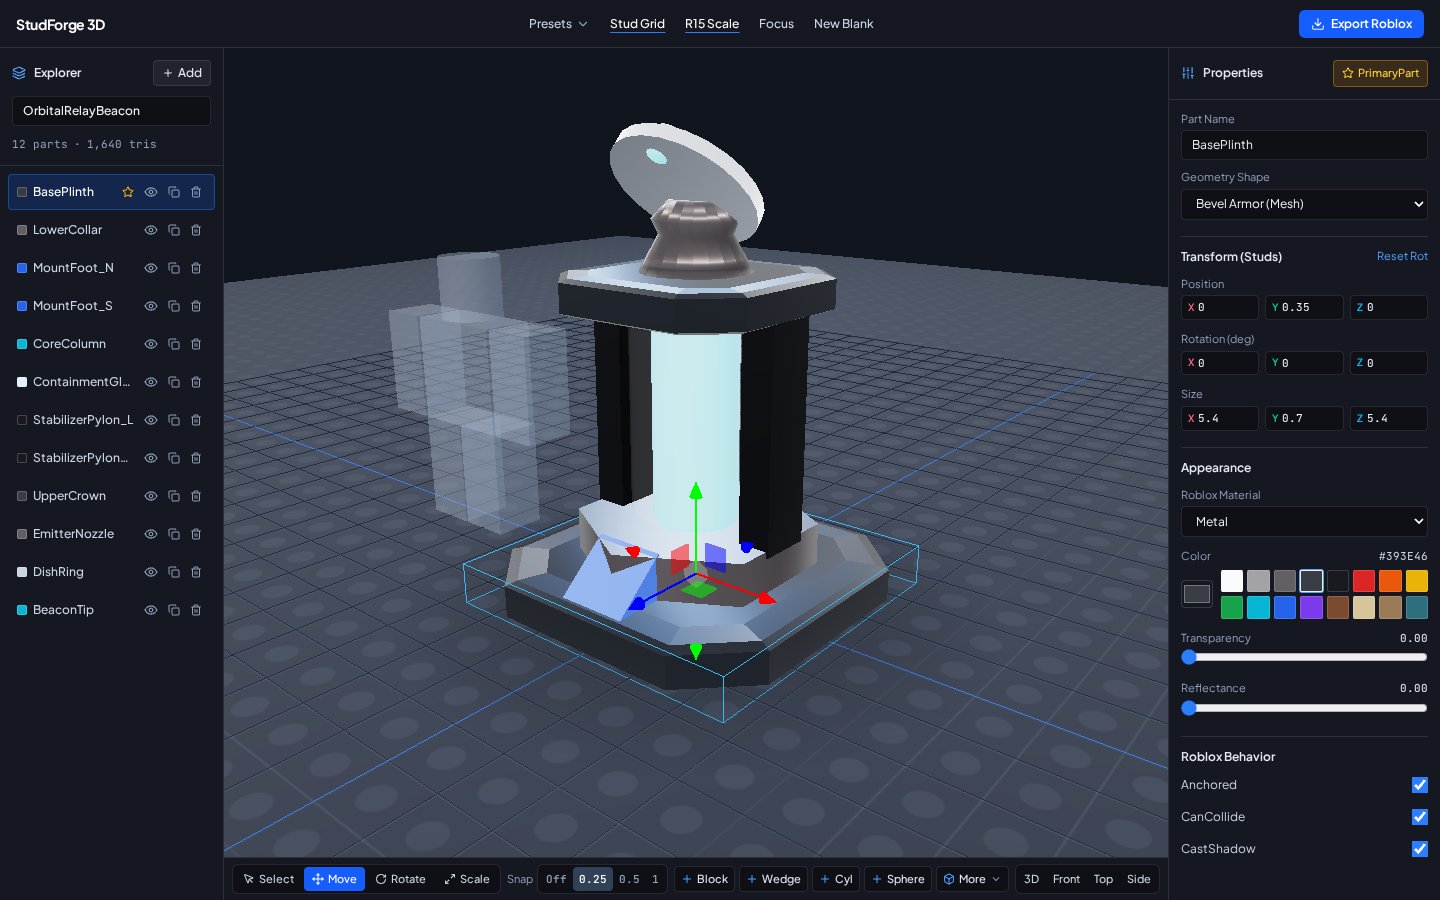 StudForge 3D
Presets
Stud Grid
R15 Scale
Focus
New Blank
Export Roblox
Explorer
Add
OrbitalRelayBeacon
12 parts · 1,640 tris
BasePlinth
LowerCollar
MountFoot_N
MountFoot_S
CoreColumn
ContainmentGl...
StabilizerPylon_L
StabilizerPylon...
UpperCrown
EmitterNozzle
DishRing
BeaconTip
Select
Move
Rotate
Scale
Snap
Off
0.25
0.5
1
+ Block
+ Wedge
+ Cyl
+ Sphere
More
3D
Front
Top
Side
Properties
PrimaryPart
Part Name
BasePlinth
Geometry Shape
Bevel Armor (Mesh)
Transform (Studs)
Reset Rot
Position
X 0
Y 0.35
Z 0
Rotation (deg)
X 0
Y 0
Z 0
Size
X 5.4
Y 0.7
Z 5.4
Appearance
Roblox Material
Metal
Color
#393E46
Transparency
0.00
Reflectance
0.00
Roblox Behavior
Anchored
CanCollide
CastShadow